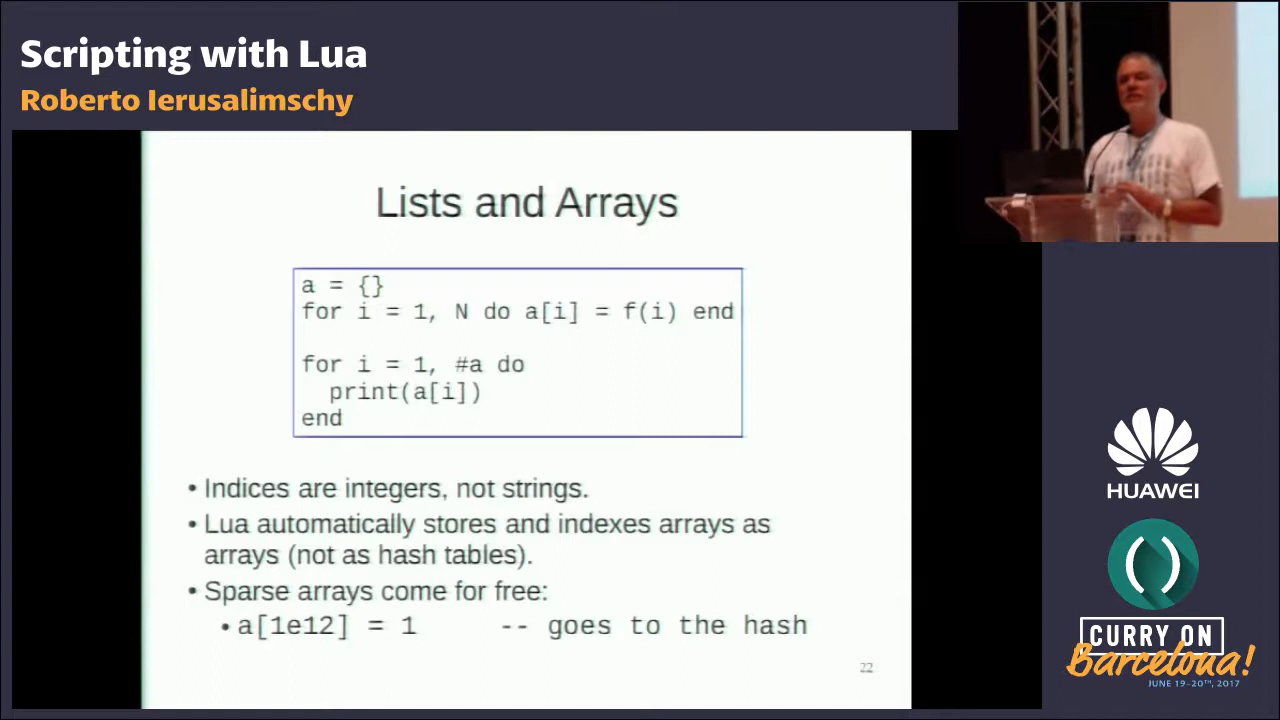 Scripting with Lua
Roberto Ierusalimschy
Lists and Arrays
a = {}
for i = 1, N do a[i] = f(i) end
for i = 1, #a do
print(a[i])
end
• Indices are integers, not strings.
• Lua automatically stores and indexes arrays as
arrays (not as hash tables).
• Sparse arrays come for free:
• a[1e12] = 1 -- goes to the hash
22
HUAWEI
CURRY ON
Barcelona!
JUNE 19-20TH, 2017